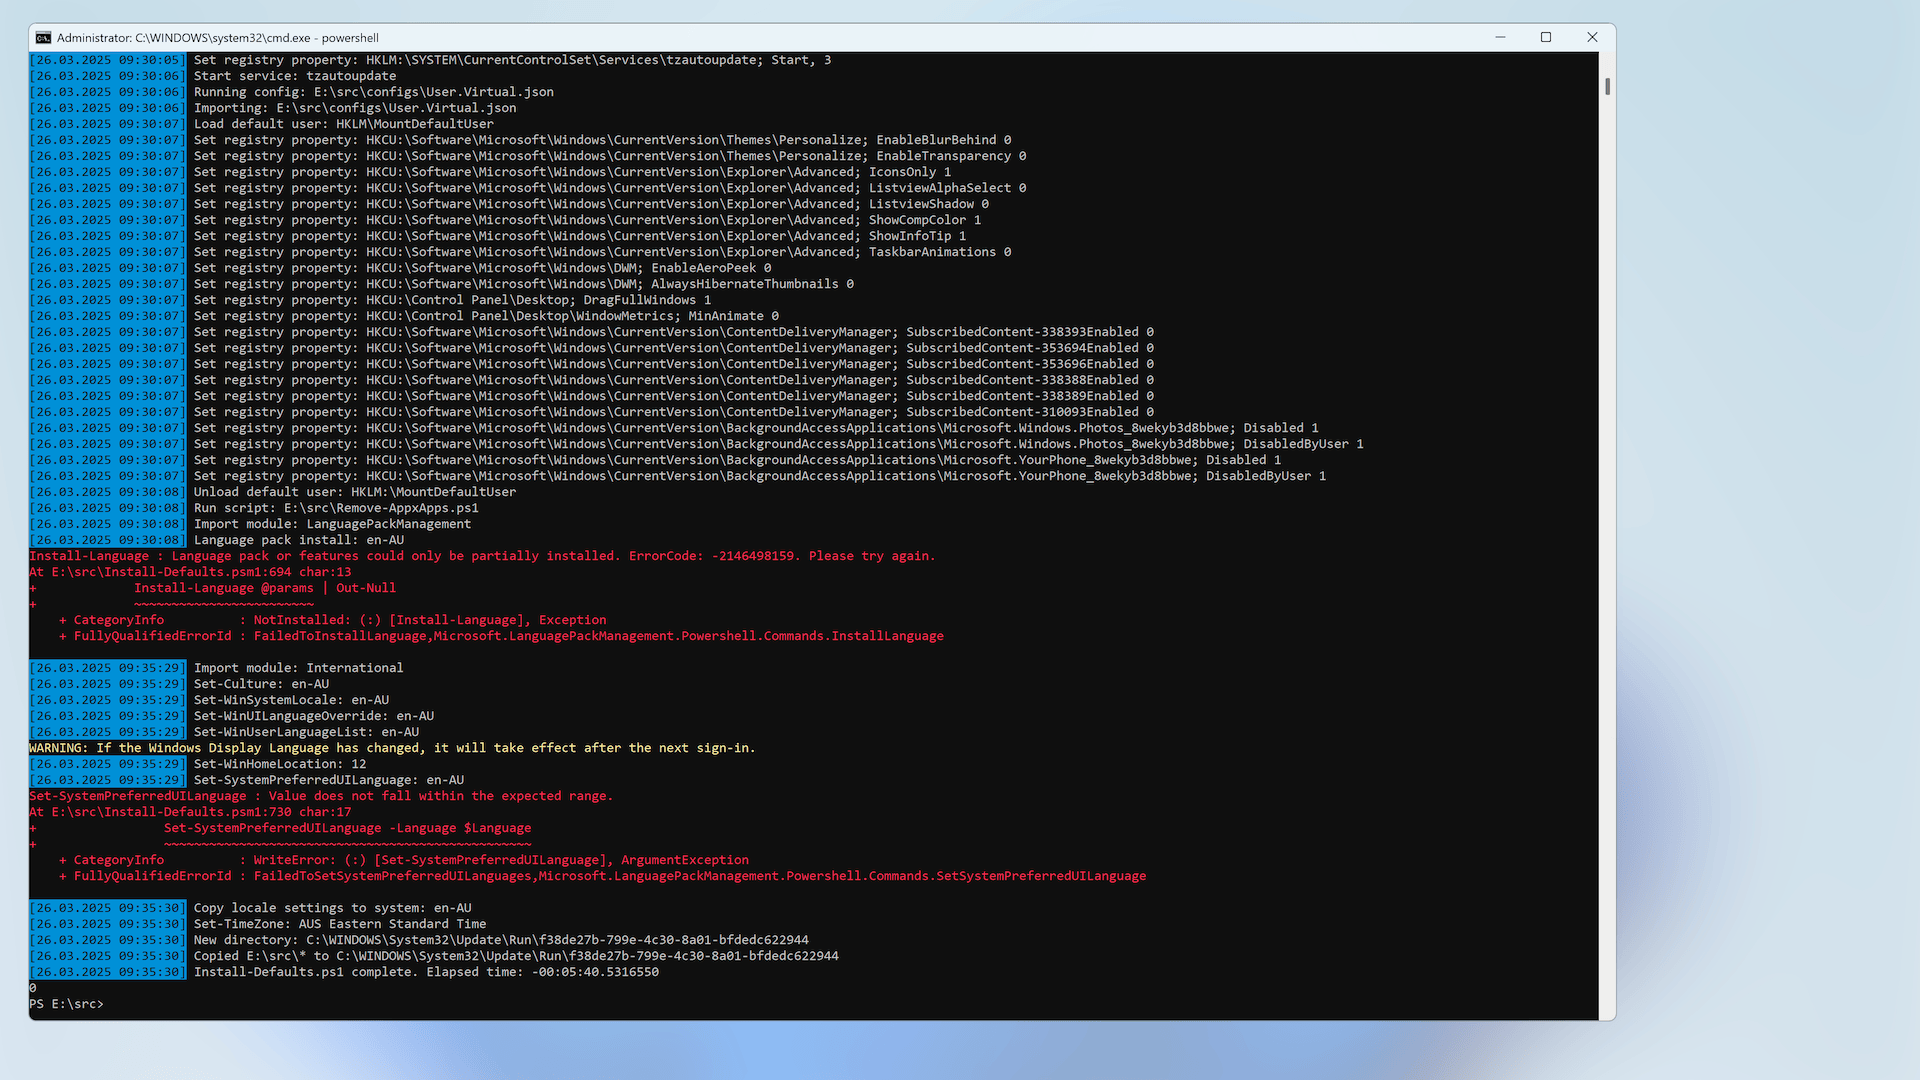 Administrator: C:\WINDOWS\system32\cmd.exe - powershell
[26.03.2025 09:30:05] Set registry property: HKLM:\SYSTEM\CurrentControlSet\Services\tzautoupdate; Start, 3
[26.03.2025 09:30:06] Start service: tzautoupdate
[26.03.2025 09:30:06] Running config: E:\src\configs\User.Virtual.json
[26.03.2025 09:30:06] Importing: E:\src\configs\User.Virtual.json
[26.03.2025 09:30:07] Load default user: HKLM\MountDefaultUser
[26.03.2025 09:30:07] Set registry property: HKCU:\Software\Microsoft\Windows\CurrentVersion\Themes\Personalize; EnableBlurBehind 0
[26.03.2025 09:30:07] Set registry property: HKCU:\Software\Microsoft\Windows\CurrentVersion\Themes\Personalize; EnableTransparency 0
[26.03.2025 09:30:07] Set registry property: HKCU:\Software\Microsoft\Windows\CurrentVersion\Explorer\Advanced; IconsOnly 1
[26.03.2025 09:30:07] Set registry property: HKCU:\Software\Microsoft\Windows\CurrentVersion\Explorer\Advanced; ListviewAlphaSelect 0
[26.03.2025 09:30:07] Set registry property: HKCU:\Software\Microsoft\Windows\CurrentVersion\Explorer\Advanced; ListviewShadow 0
[26.03.2025 09:30:07] Set registry property: HKCU:\Software\Microsoft\Windows\CurrentVersion\Explorer\Advanced; ShowCompColor 1
[26.03.2025 09:30:07] Set registry property: HKCU:\Software\Microsoft\Windows\CurrentVersion\Explorer\Advanced; ShowInfoTip 1
[26.03.2025 09:30:07] Set registry property: HKCU:\Software\Microsoft\Windows\CurrentVersion\Explorer\Advanced; TaskbarAnimations 0
[26.03.2025 09:30:07] Set registry property: HKCU:\Software\Microsoft\Windows\DWM; EnableAeroPeek 0
[26.03.2025 09:30:07] Set registry property: HKCU:\Software\Microsoft\Windows\DWM; AlwaysHibernateThumbnails 0
[26.03.2025 09:30:07] Set registry property: HKCU:\Control Panel\Desktop; DragFullWindows 1
[26.03.2025 09:30:07] Set registry property: HKCU:\Control Panel\Desktop\WindowMetrics; MinAnimate 0
[26.03.2025 09:30:07] Set registry property: HKCU:\Software\Microsoft\Windows\CurrentVersion\ContentDeliveryManager; SubscribedContent-338393Enabled 0
[26.03.2025 09:30:07] Set registry property: HKCU:\Software\Microsoft\Windows\CurrentVersion\ContentDeliveryManager; SubscribedContent-353694Enabled 0
[26.03.2025 09:30:07] Set registry property: HKCU:\Software\Microsoft\Windows\CurrentVersion\ContentDeliveryManager; SubscribedContent-353696Enabled 0
[26.03.2025 09:30:07] Set registry property: HKCU:\Software\Microsoft\Windows\CurrentVersion\ContentDeliveryManager; SubscribedContent-338388Enabled 0
[26.03.2025 09:30:07] Set registry property: HKCU:\Software\Microsoft\Windows\CurrentVersion\ContentDeliveryManager; SubscribedContent-338389Enabled 0
[26.03.2025 09:30:07] Set registry property: HKCU:\Software\Microsoft\Windows\CurrentVersion\ContentDeliveryManager; SubscribedContent-310093Enabled 0
[26.03.2025 09:30:07] Set registry property: HKCU:\Software\Microsoft\Windows\CurrentVersion\BackgroundAccessApplications\Microsoft.Windows.Photos_8wekyb3d8bbwe; Disabled 1
[26.03.2025 09:30:07] Set registry property: HKCU:\Software\Microsoft\Windows\CurrentVersion\BackgroundAccessApplications\Microsoft.Windows.Photos_8wekyb3d8bbwe; DisabledByUser 1
[26.03.2025 09:30:07] Set registry property: HKCU:\Software\Microsoft\Windows\CurrentVersion\BackgroundAccessApplications\Microsoft.YourPhone_8wekyb3d8bbwe; Disabled 1
[26.03.2025 09:30:07] Set registry property: HKCU:\Software\Microsoft\Windows\CurrentVersion\BackgroundAccessApplications\Microsoft.YourPhone_8wekyb3d8bbwe; DisabledByUser 1
[26.03.2025 09:30:08] Unload default user: HKLM:\MountDefaultUser
[26.03.2025 09:30:08] Run script: E:\src\Remove-AppxApps.ps1
[26.03.2025 09:30:08] Import module: LanguagePackManagement
[26.03.2025 09:30:08] Language pack install: en-AU
Install-Language : Language pack or features could only be partially installed. ErrorCode: -2146498159. Please try again.
At E:\src\Install-Defaults.psm1:694 char:13
+             Install-Language @params | Out-Null
+             ~~~~~~~~~~~~~~~~~~~~~~~~
    + CategoryInfo          : NotInstalled: (:) [Install-Language], Exception
    + FullyQualifiedErrorId : FailedToInstallLanguage,Microsoft.LanguagePackManagement.Powershell.Commands.InstallLanguage
[26.03.2025 09:35:29] Import module: International
[26.03.2025 09:35:29] Set-Culture: en-AU
[26.03.2025 09:35:29] Set-WinSystemLocale: en-AU
[26.03.2025 09:35:29] Set-WinUILanguageOverride: en-AU
[26.03.2025 09:35:29] Set-WinUserLanguageList: en-AU
WARNING: If the Windows Display Language has changed, it will take effect after the next sign-in.
[26.03.2025 09:35:29] Set-WinHomeLocation: 12
[26.03.2025 09:35:29] Set-SystemPreferredUILanguage: en-AU
Set-SystemPreferredUILanguage : Value does not fall within the expected range.
At E:\src\Install-Defaults.psm1:730 char:17
+                 Set-SystemPreferredUILanguage -Language $Language
+                 ~~~~~~~~~~~~~~~~~~~~~~~~~~~~~~~~~~~~~~~~~~~~~~~~~
    + CategoryInfo          : WriteError: (:) [Set-SystemPreferredUILanguage], ArgumentException
    + FullyQualifiedErrorId : FailedToSetSystemPreferredUILanguages,Microsoft.LanguagePackManagement.Powershell.Commands.SetSystemPreferredUILanguage
[26.03.2025 09:35:30] Copy locale settings to system: en-AU
[26.03.2025 09:35:30] Set-TimeZone: AUS Eastern Standard Time
[26.03.2025 09:35:30] New directory: C:\WINDOWS\System32\Update\Run\f38de27b-799e-4c30-8a01-bfdedc622944
[26.03.2025 09:35:30] Copied E:\src\* to C:\WINDOWS\System32\Update\Run\f38de27b-799e-4c30-8a01-bfdedc622944
[26.03.2025 09:35:30] Install-Defaults.ps1 complete. Elapsed time: -00:05:40.5316550
0
PS E:\src>